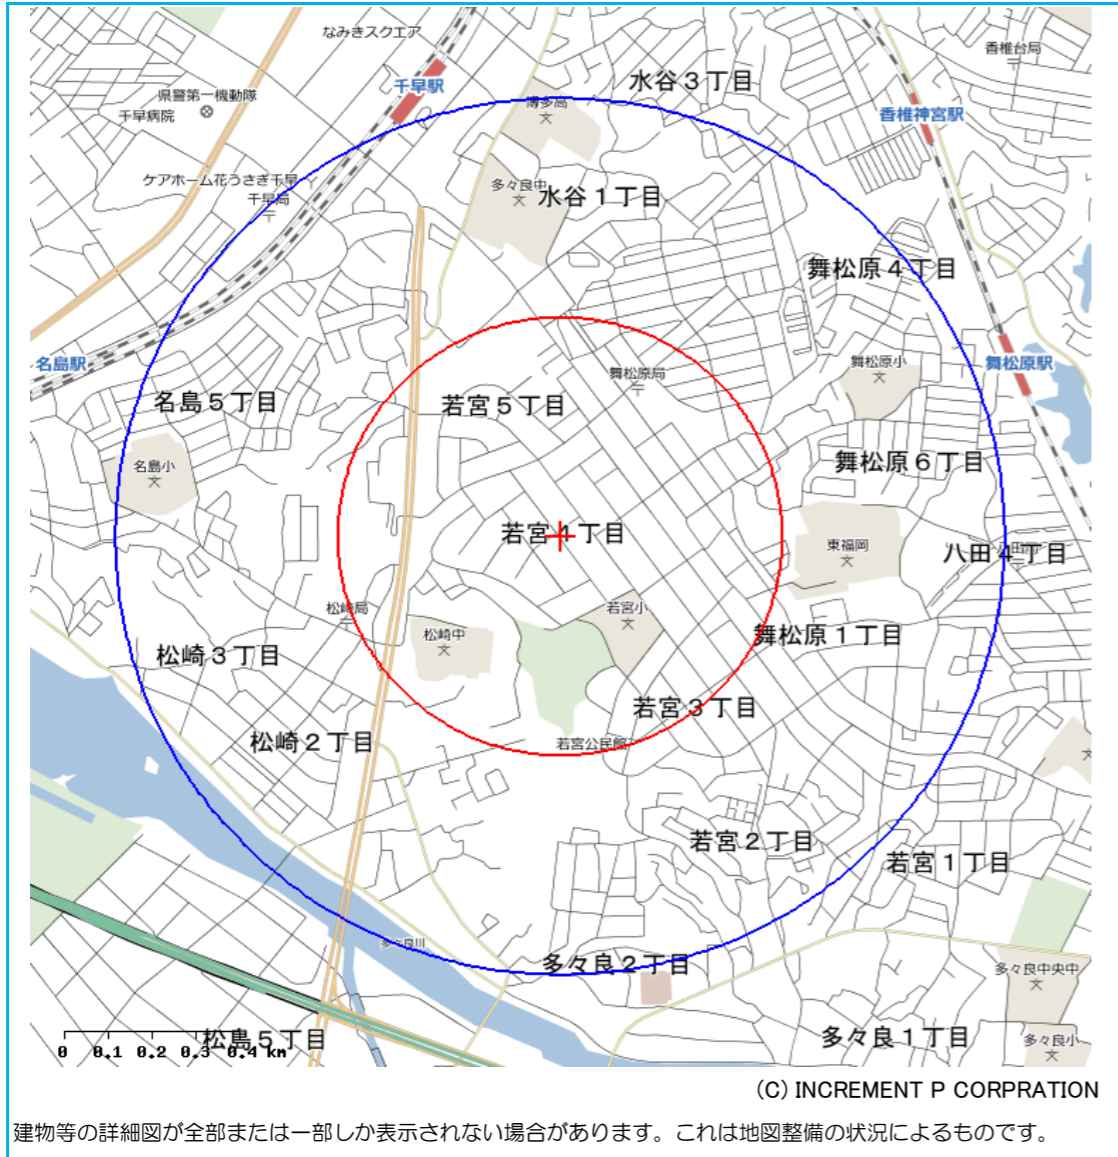 なみきスクエア
香椎台局
水谷３丁目
千早駅
県警第一機動隊
博多高
千早病院
香椎神宮駅
ケアホーム花うさぎ千早
多々良中
水谷１丁目
千早局
舞松原４丁目
名島駅
舞松原局
舞松原小
舞松原駅
名島５丁目
若宮５丁目
名島小
舞松原６丁目
若宮４丁目
東福岡
八田４丁目
松崎局
若宮小
松崎中
舞松原１丁目
松崎３丁目
若宮３丁目
松崎２丁目
若宮公民館
若宮２丁目
若宮１丁目
多々良川
多々良２丁目
多々良中央中
松島５丁目
多々良１丁目
多々良小
0 0.1 0.2 0.3 0.4 km
(C) INCREMENT P CORPRATION
建物等の詳細図が全部または一部しか表示されない場合があります。これは地図整備の状況によるものです。